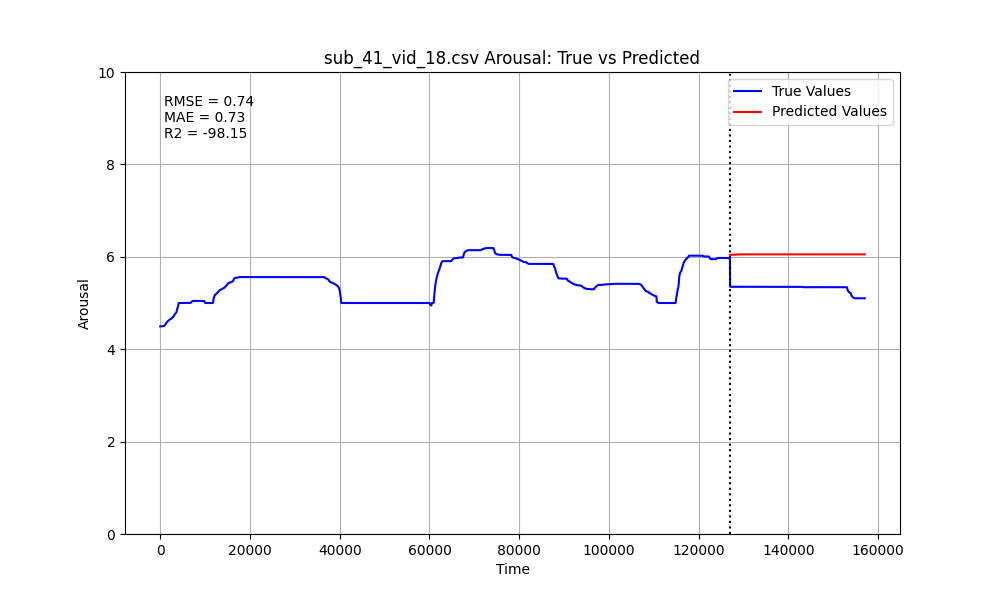 sub_41_vid_18.csv Arousal: True vs Predicted
10
8
6
4
2
0
Arousal
RMSE = 0.74
MAE = 0.73
R2 = -98.15
True Values
Predicted Values
0 20000 40000 60000 80000 100000 120000 140000 160000
Time